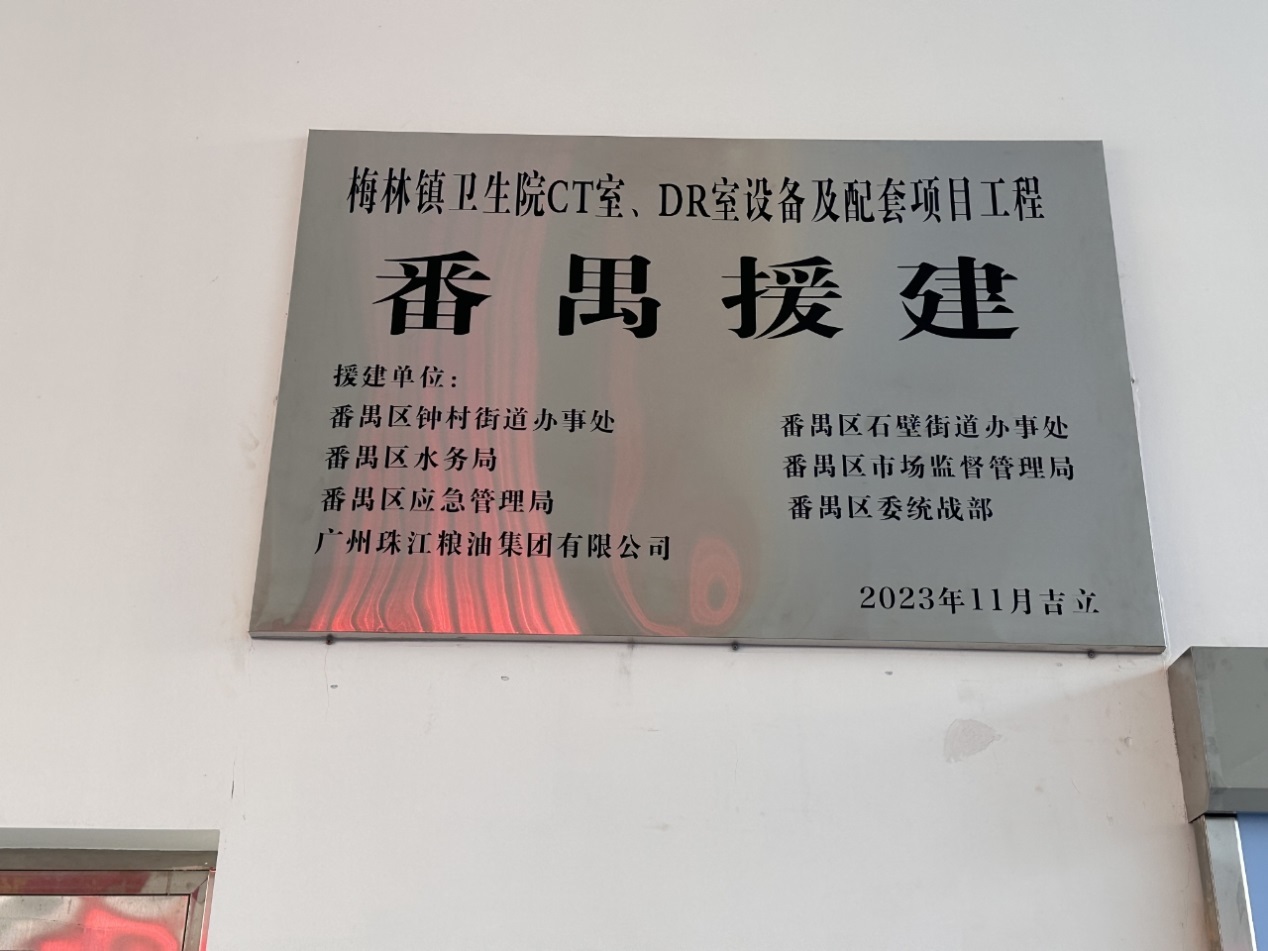 梅林镇卫生院CT室、DR室设备及配套项目工程
番禺援建
援建单位：
番禺区钟村街道办事处
番禺区石壁街道办事处
番禺区水务局
番禺区市场监督管理局
番禺区应急管理局
番禺区委统战部
广州珠江粮油集团有限公司
2023年11月吉立